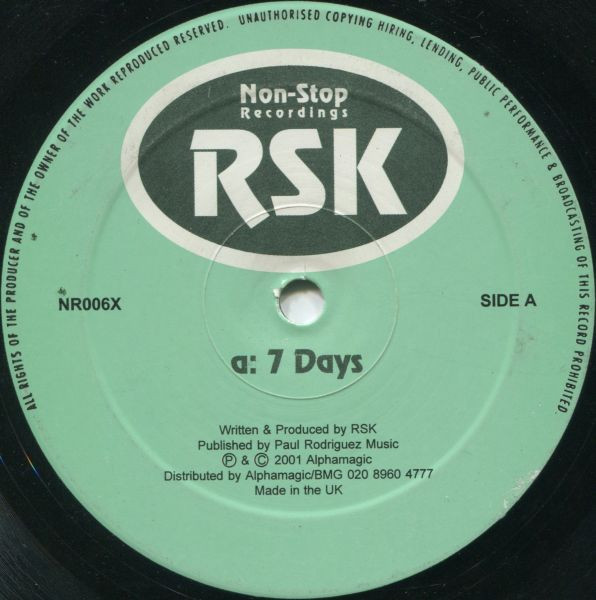 ALL RIGHTS OF THE PRODUCER AND OF THE OWNER OF THE WORK REPRODUCED RESERVED. UNAUTHORISED COPYING HIRING, LENDING, PUBLIC PERFORMANCE & BROADCASTING OF THIS RECORD PROHIBITED.
Non-Stop
Recordings
RSK
NR006X
SIDE A
a: 7 Days
Written & Produced by RSK
Published by Paul Rodriguez Music
Ⓟ & © 2001 Alphamagic
Distributed by Alphamagic/BMG 020 8960 4777
Made in the UK